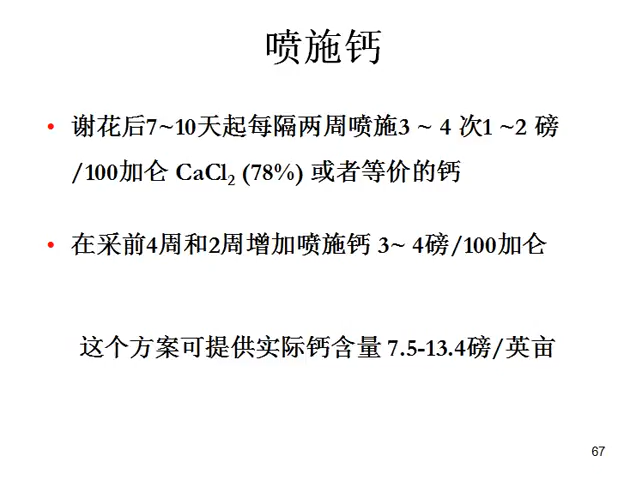 喷施钙
• 谢花后7~10天起每隔两周喷施3 ~ 4 次1 ~2 磅
/100加仑 CaCl₂ (78%) 或者等价的钙
• 在采前4周和2周增加喷施钙 3~ 4磅/100加仑
这个方案可提供实际钙含量 7.5-13.4磅/英亩
67